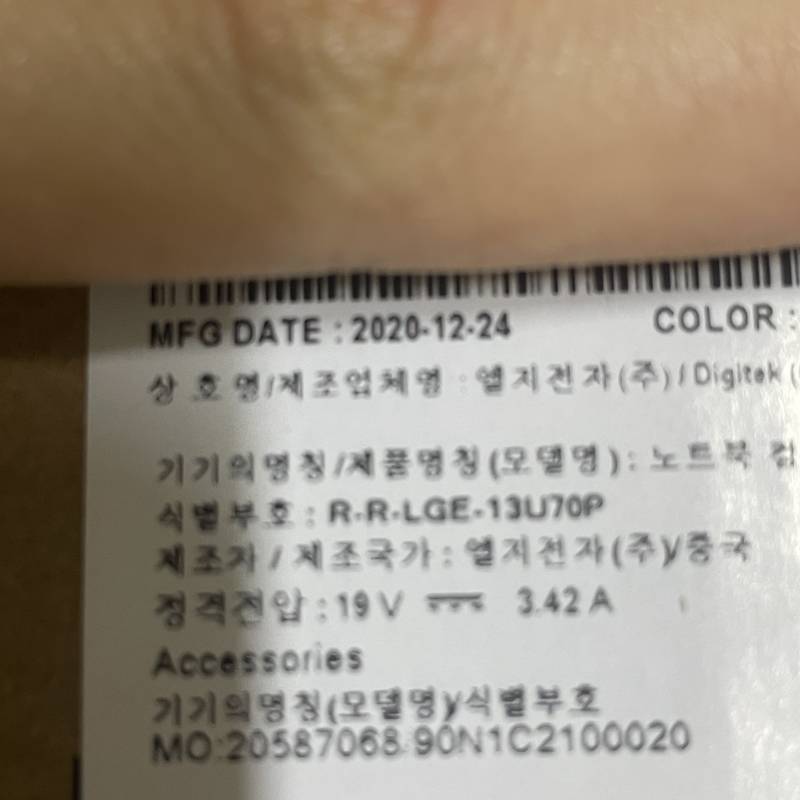 MFG DATE : 2020-12-24
COLOR :
상 호 명/제 조 업 체 명 : 엘 지 전 자 (주) / Digitek (
기 기 의 명 칭 /제 품 명 칭 (모 델 명 ) : 노 트 북 컴
식 별 부 호 : R-R-LGE-13U70P
제 조 자 / 제 조 국 가 : 엘 지 전 자 (주)/중 국
정 격 전 압 : 19 V ⎓ 3.42 A
Accessories
기 기 의 명 칭 (모 델 명 )/식 별 부 호
MO:20587068.90N1C2100020